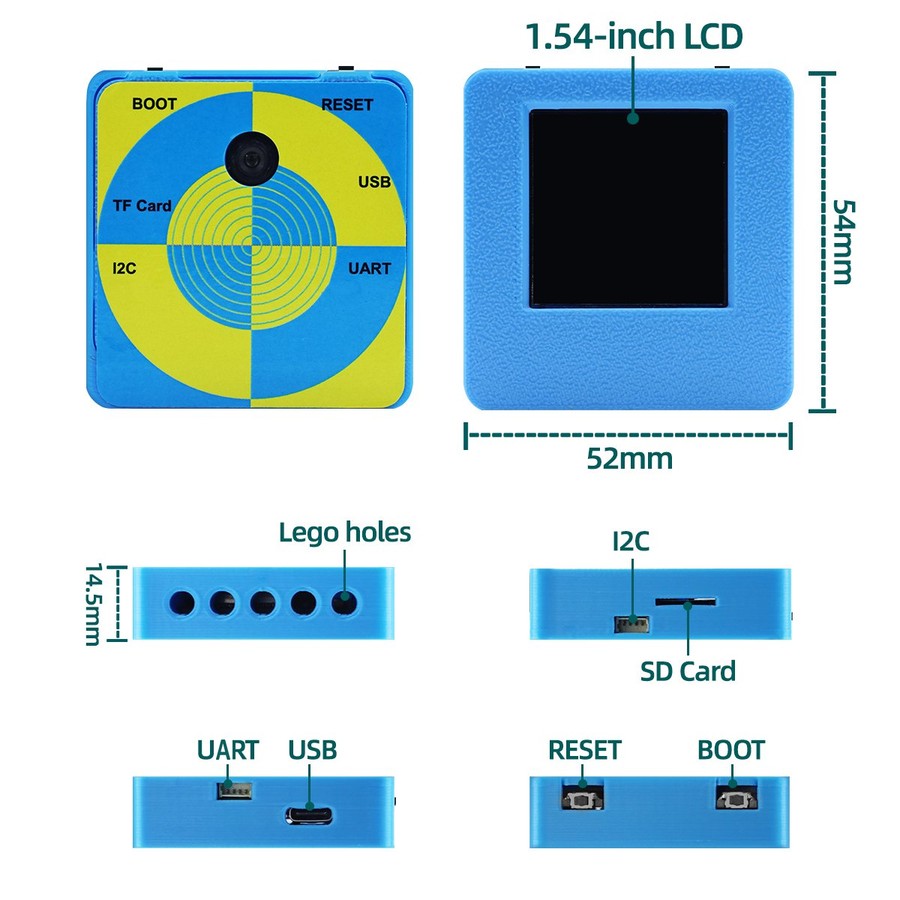 1.54-inch LCD
BOOT
RESET
USB
TF Card
I2C
UART
54mm
52mm
Lego holes
14.5mm
I2C
SD Card
UART
USB
RESET
BOOT